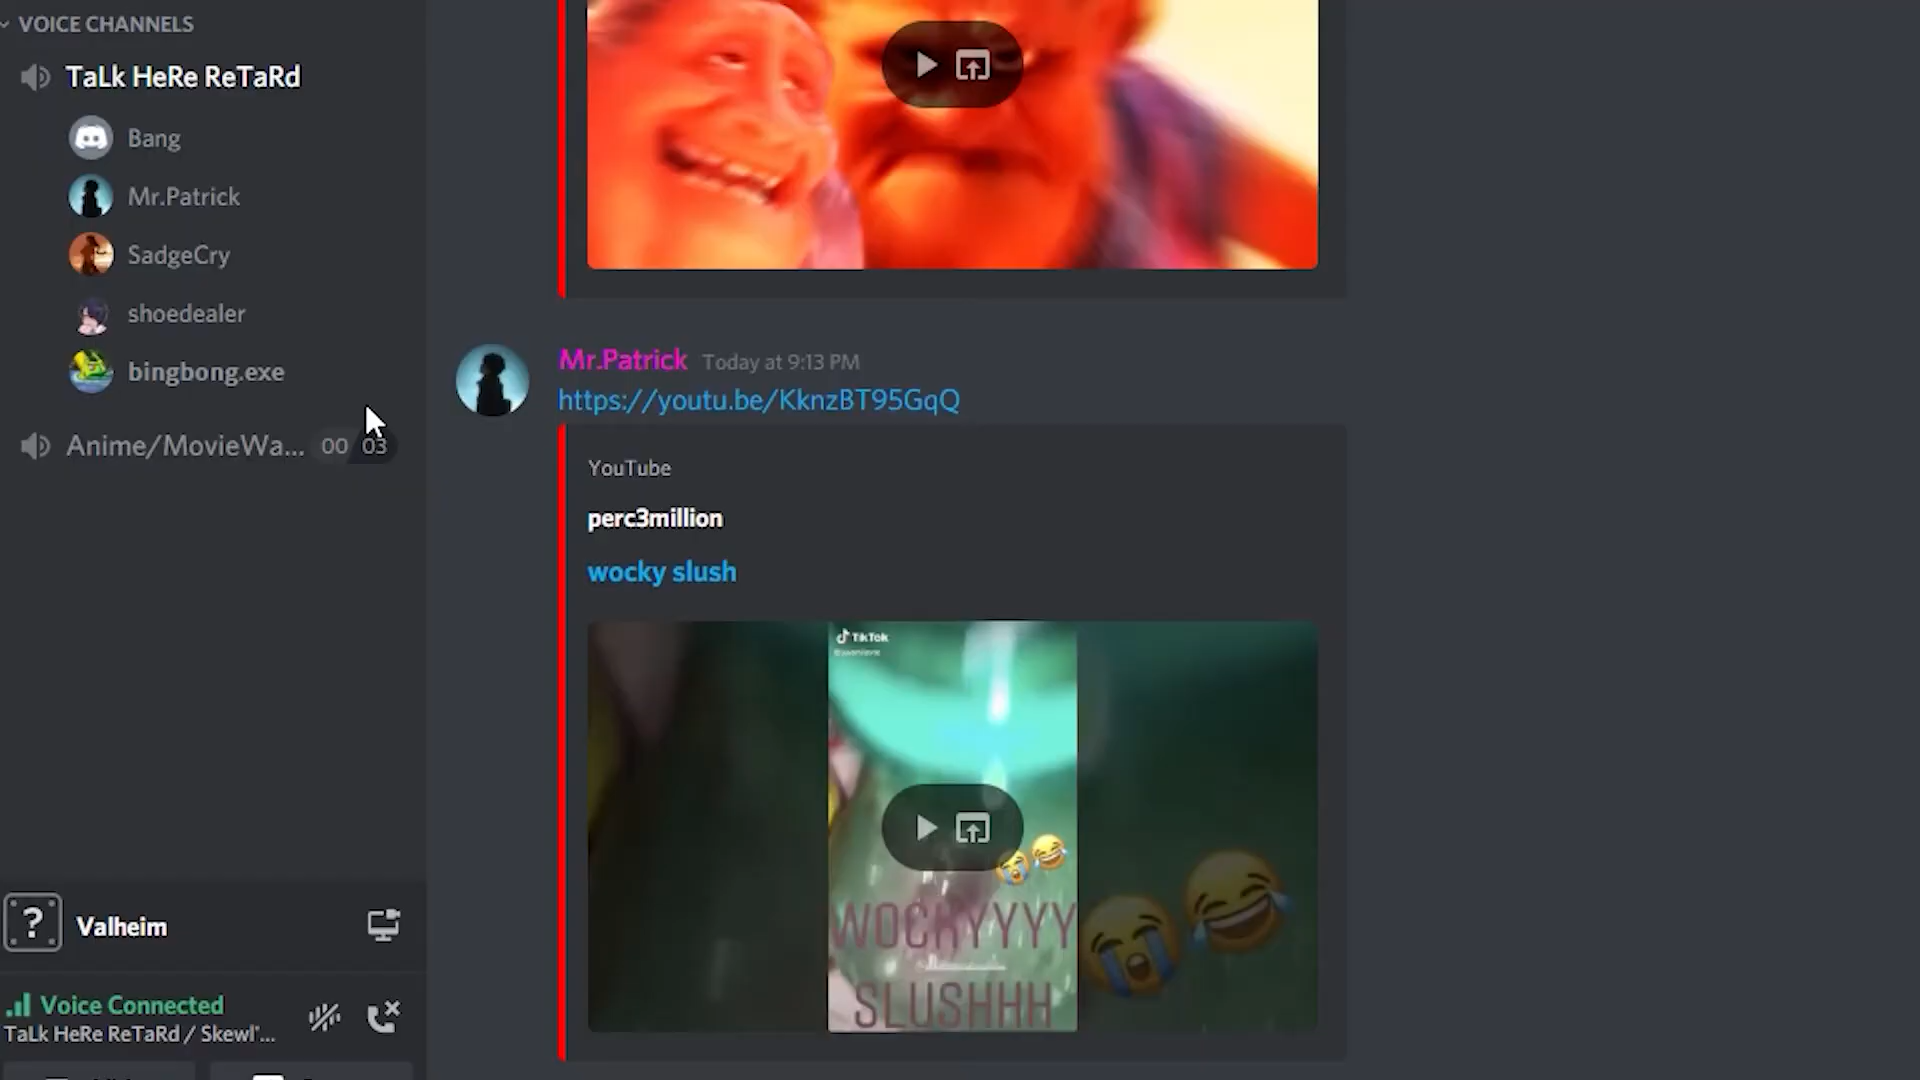 VOICE CHANNELS
TaLk HeRe ReTaRd
Bang
Mr.Patrick
SadgeCry
shoedealer
bingbong.exe
Anime/MovieWa... 00 03
Valheim
Voice Connected
TaLk HeRe ReTaRd / Skewl'...
Mr.Patrick Today at 9:13 PM
https://youtu.be/KknzBT95GqQ
YouTube
perc3million
wocky slush
TikTok
WOCKYYYY
SLUSHHH